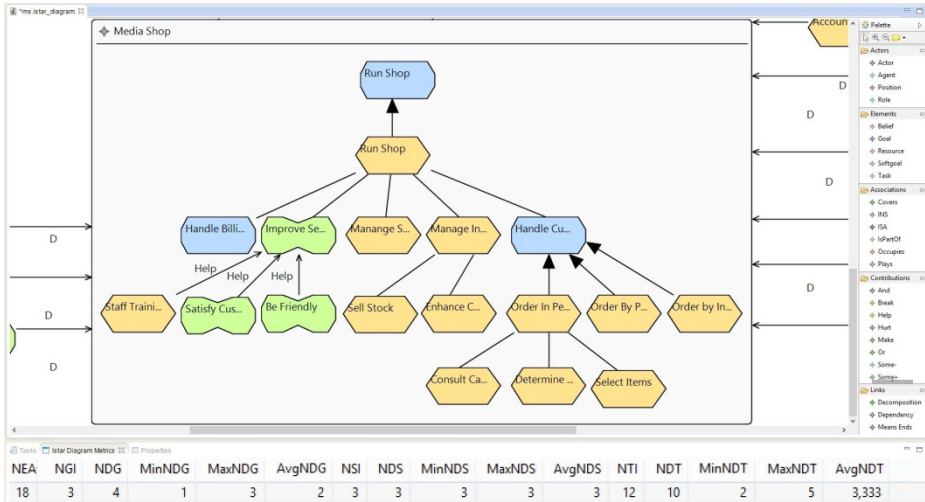 *ms.istar_diagram
Media Shop
Accoun
Run Shop
Run Shop
Handle Billi...
Improve Se...
Manange S...
Manage In...
Handle Cu...
Help
Help
Help
Staff Traini...
Satisfy Cus...
Be Friendly
Sell Stock
Enhance C...
Order In Pe...
Order By P...
Order by In...
Consult Ca...
Determine ...
Select Items
D
D
D
D
D
D
D
D
Palette
Actors
Actor
Agent
Position
Role
Elements
Belief
Goal
Resource
Softgoal
Task
Associations
Covers
INS
ISA
IsPartOf
Occupies
Plays
Contributions
And
Break
Help
Hurt
Make
Or
Some-
Some+
Links
Decomposition
Dependency
Means Ends
Tasks Istar Diagram Metrics Properties
NEA NGI NDG MinNDG MaxNDG AvgNDG NSI NDS MinNDS MaxNDS AvgNDS NTI NDT MinNDT MaxNDT AvgNDT
18 3 4 1 3 2 3 3 3 3 3 12 10 2 5 3,333